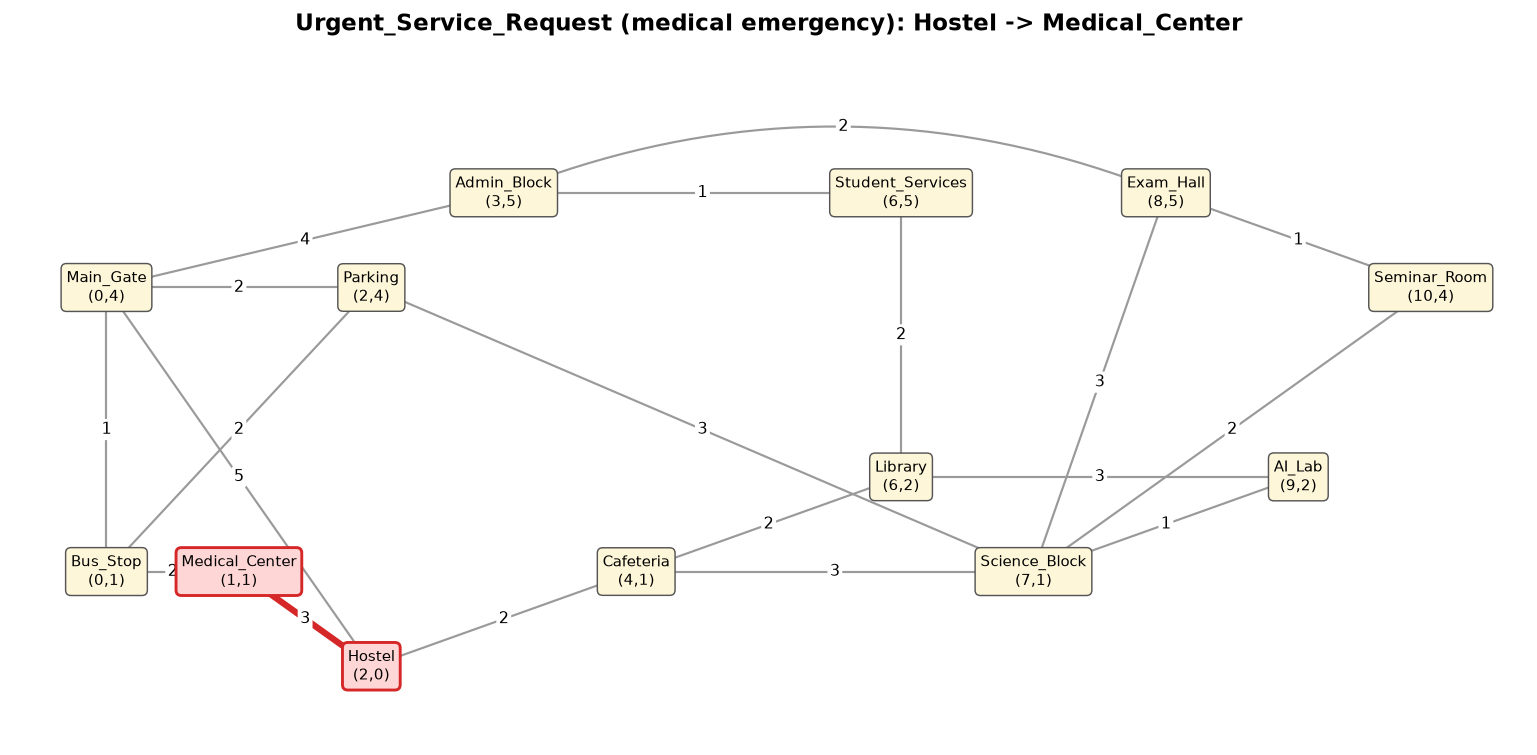 Urgent_Service_Request (medical emergency): Hostel -> Medical_Center
2
Admin_Block
(3,5)
1
Student_Services
(6,5)
Exam_Hall
(8,5)
4
1
Main_Gate
(0,4)
2
Parking
(2,4)
Seminar_Room
(10,4)
2
3
1
2
3
2
5
Library
(6,2)
3
AI_Lab
(9,2)
2
1
Bus_Stop
(0,1)
2
Medical_Center
(1,1)
Cafeteria
(4,1)
3
Science_Block
(7,1)
3
2
Hostel
(2,0)